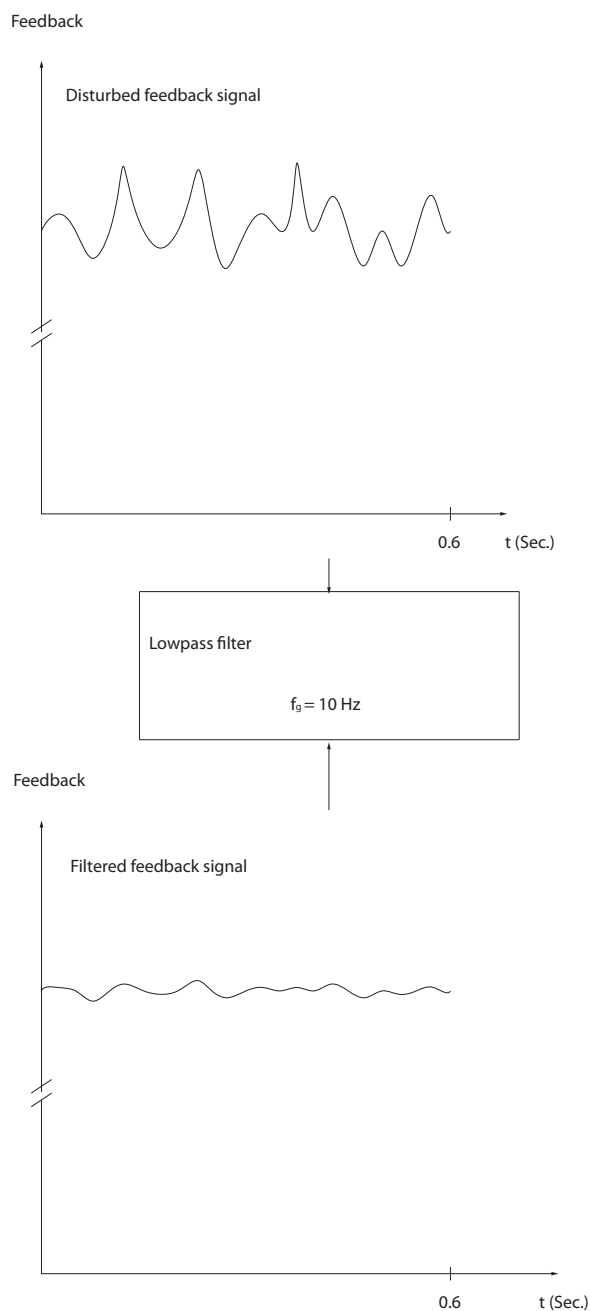 Feedback
Disturbed feedback signal
0.6 t (Sec.)
Lowpass filter
fg = 10 Hz
Feedback
Filtered feedback signal
0.6 t (Sec.)